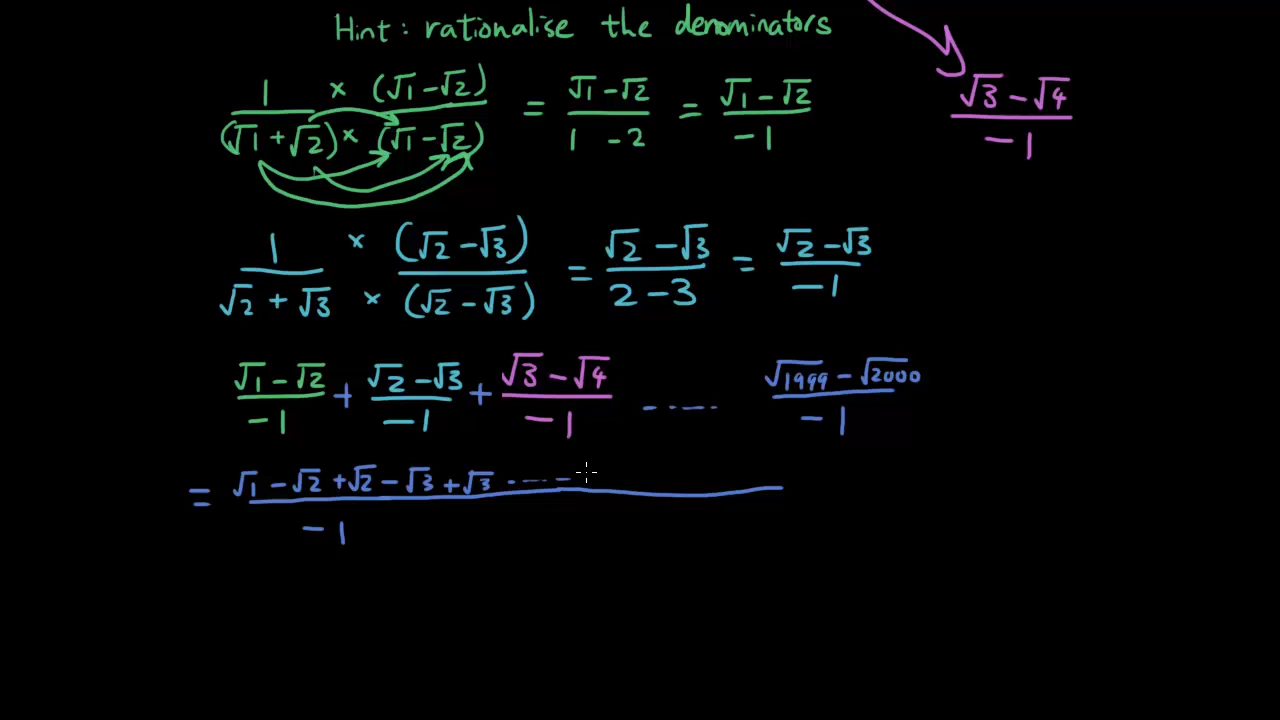 Hint: rationalise the denominators
1 × (√1 – √2) / (√1 + √2) × (√1 – √2) = √1 – √2 / 1 – 2 = √1 – √2 / –1
√3 – √4 / –1
1 × (√2 – √3) / √2 + √3 × (√2 – √3) = √2 – √3 / 2 – 3 = √2 – √3 / –1
√1 – √2 / –1 + √2 – √3 / –1 + √3 – √4 / –1 ...... √1999 – √2000 / –1
= √1 – √2 + √2 – √3 + √3 ..... – / –1